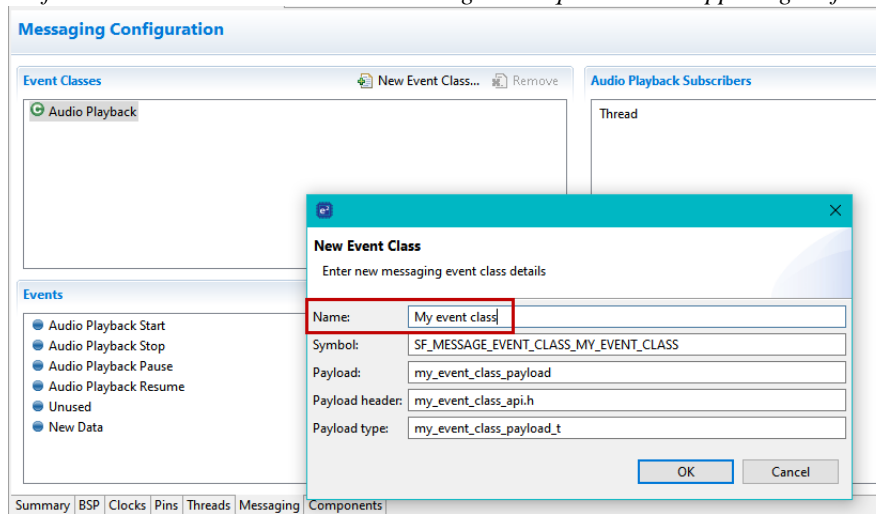 Messaging Configuration
Event Classes
New Event Class...
Remove
Audio Playback Subscribers
Audio Playback
Thread
e²
New Event Class
Enter new messaging event class details
Name: My event class
Symbol: SF_MESSAGE_EVENT_CLASS_MY_EVENT_CLASS
Payload: my_event_class_payload
Payload header: my_event_class_api.h
Payload type: my_event_class_payload_t
OK Cancel
Events
Audio Playback Start
Audio Playback Stop
Audio Playback Pause
Audio Playback Resume
Unused
New Data
Summary BSP Clocks Pins Threads Messaging Components